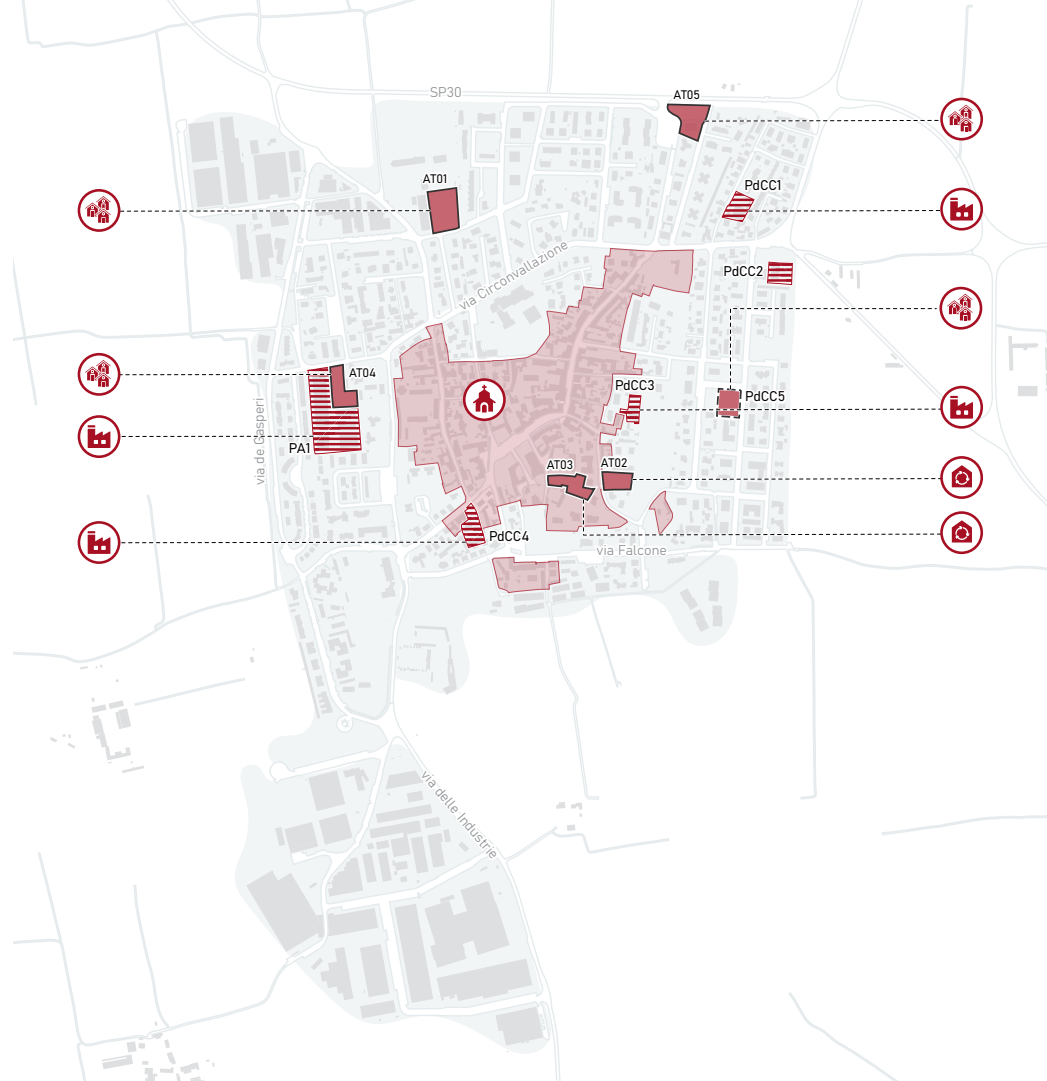 SP30
AT05
AT01
PdCC1
via Circonvallazione
PdCC2
AT04
PdCC3
PdCC5
via de Gasperi
PA1
AT03
AT02
PdCC4
via Falcone
via delle Industrie